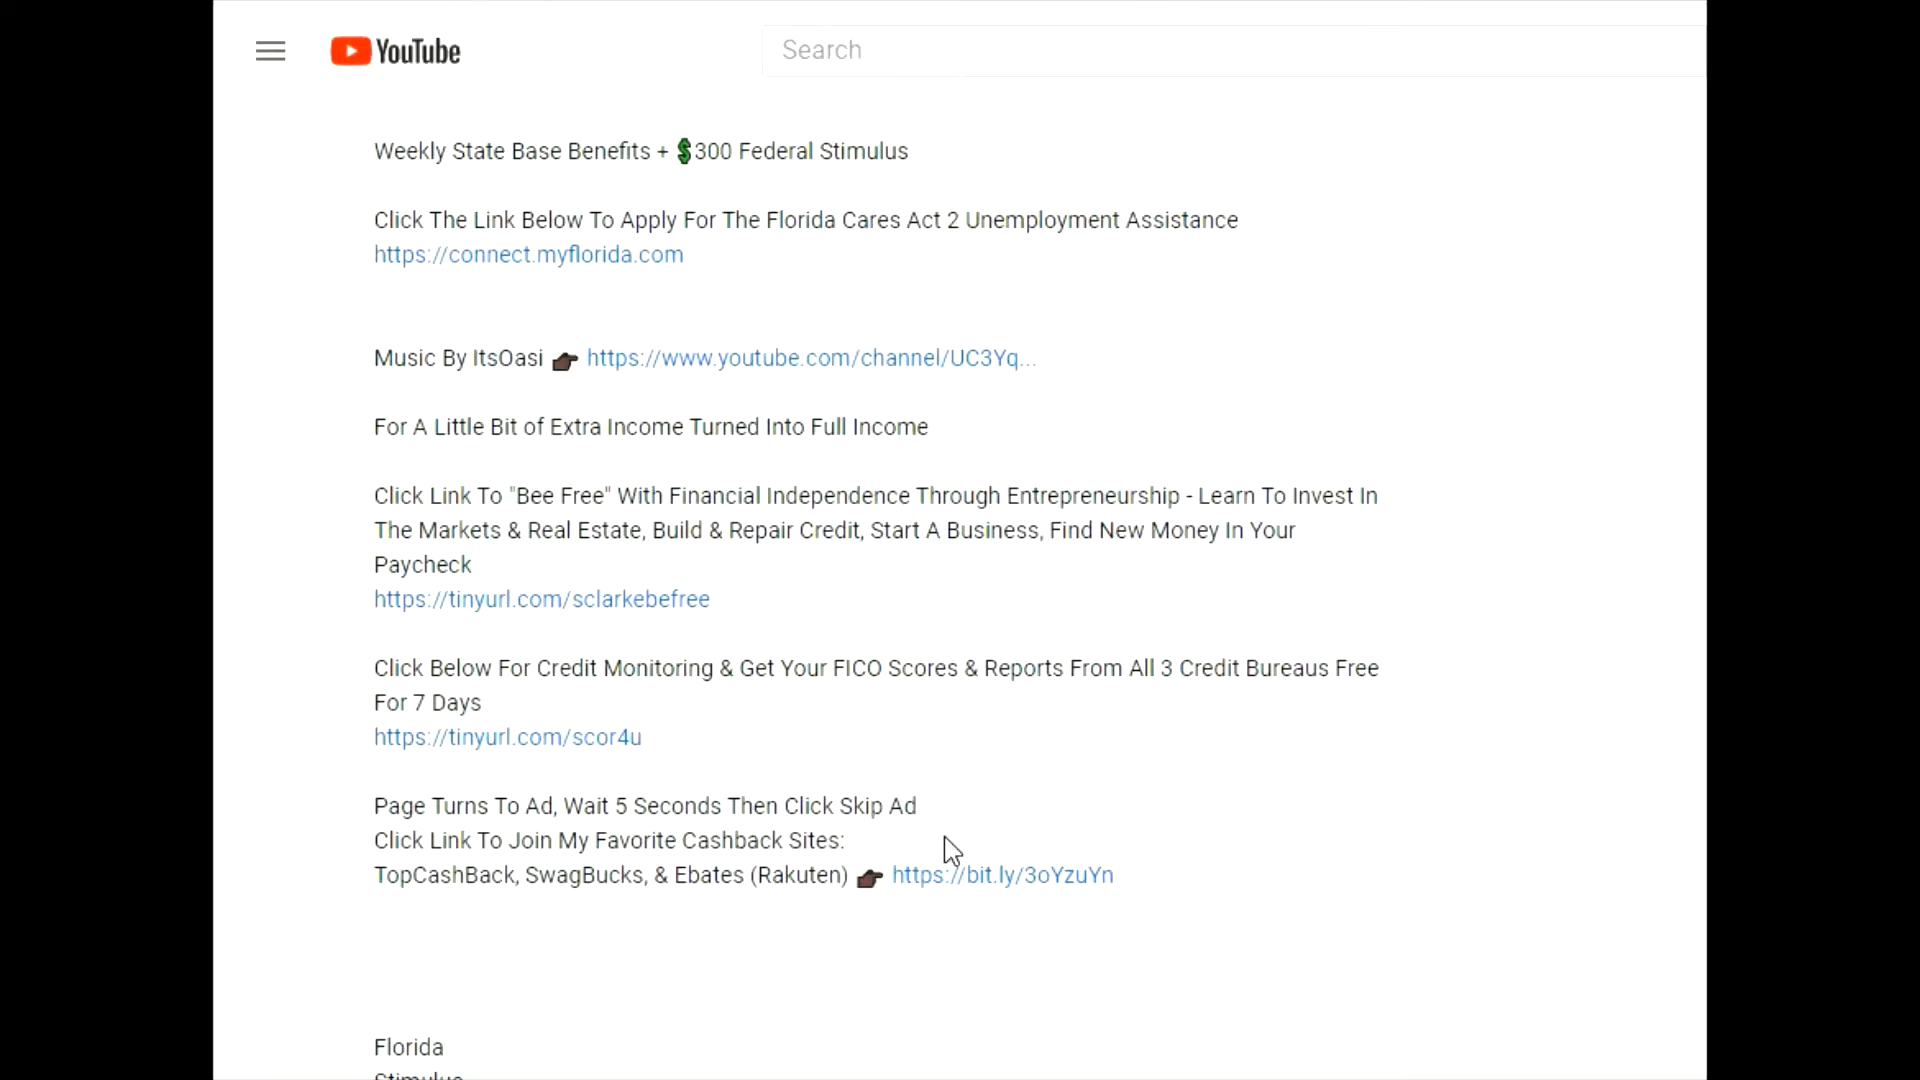 YouTube
Search
Weekly State Base Benefits + 💲300 Federal Stimulus
Click The Link Below To Apply For The Florida Cares Act 2 Unemployment Assistance
https://connect.myflorida.com
Music By ItsOasi 👉🏿 https://www.youtube.com/channel/UC3Yq...
For A Little Bit of Extra Income Turned Into Full Income
Click Link To "Bee Free" With Financial Independence Through Entrepreneurship - Learn To Invest In
The Markets & Real Estate, Build & Repair Credit, Start A Business, Find New Money In Your
Paycheck
https://tinyurl.com/sclarkebefree
Click Below For Credit Monitoring & Get Your FICO Scores & Reports From All 3 Credit Bureaus Free
For 7 Days
https://tinyurl.com/scor4u
Page Turns To Ad, Wait 5 Seconds Then Click Skip Ad
Click Link To Join My Favorite Cashback Sites:
TopCashBack, SwagBucks, & Ebates (Rakuten) 👉🏿 https://bit.ly/3oYzuYn
Florida
Stimulus